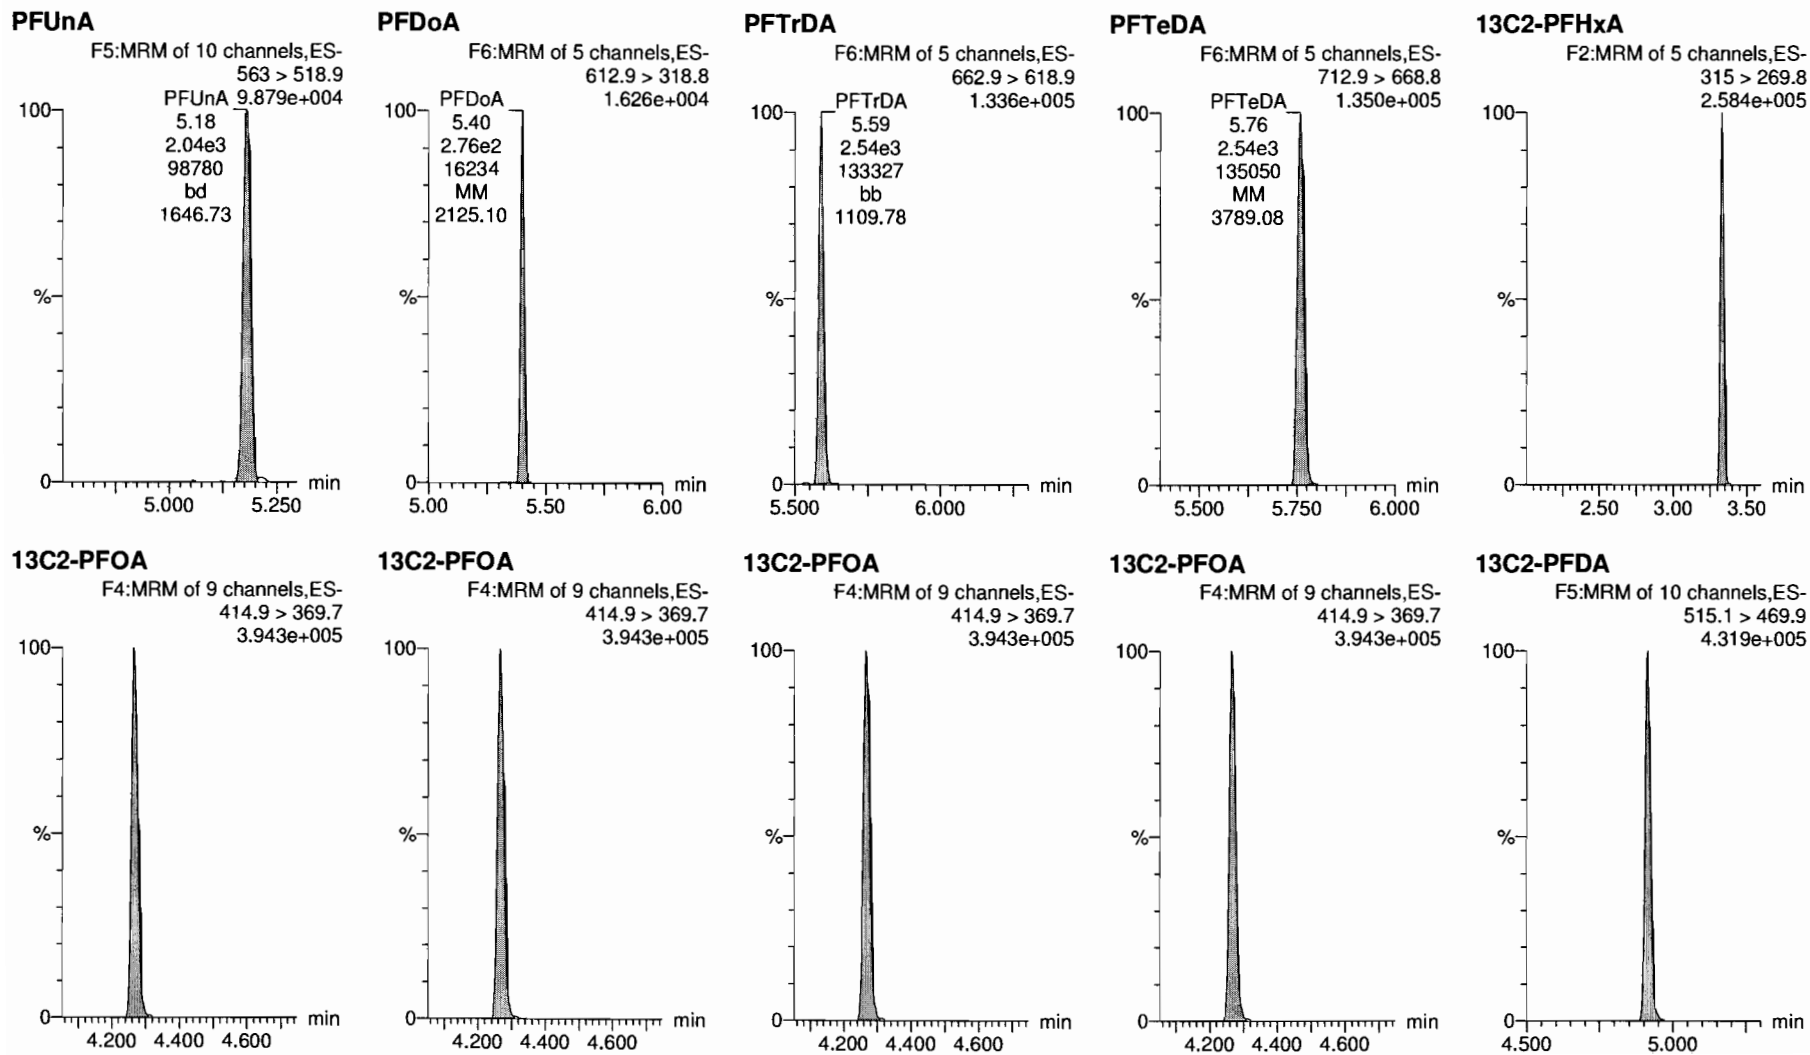 PFUnA
F5:MRM of 10 channels,ES-
563 > 518.9
9.879e+004
PFUnA
5.18
2.04e3
98780
bd
1646.73
100
%
0
5.000 5.250
min
PFDoA
F6:MRM of 5 channels,ES-
612.9 > 318.8
1.626e+004
PFDoA
5.40
2.76e2
16234
MM
2125.10
100
%
0
5.00 5.50 6.00
min
PFTrDA
F6:MRM of 5 channels,ES-
662.9 > 618.9
1.336e+005
PFTrDA
5.59
2.54e3
133327
bb
1109.78
100
%
0
5.500 6.000
min
PFTeDA
F6:MRM of 5 channels,ES-
712.9 > 668.8
1.350e+005
PFTeDA
5.76
2.54e3
135050
MM
3789.08
100
%
0
5.500 5.750 6.000
min
13C2-PFHxA
F2:MRM of 5 channels,ES-
315 > 269.8
2.584e+005
100
%
0
2.50 3.00 3.50
min
13C2-PFOA
F4:MRM of 9 channels,ES-
414.9 > 369.7
3.943e+005
100
%
0
4.200 4.400 4.600
min
13C2-PFOA
F4:MRM of 9 channels,ES-
414.9 > 369.7
3.943e+005
100
%
0
4.200 4.400 4.600
min
13C2-PFOA
F4:MRM of 9 channels,ES-
414.9 > 369.7
3.943e+005
100
%
0
4.200 4.400 4.600
min
13C2-PFOA
F4:MRM of 9 channels,ES-
414.9 > 369.7
3.943e+005
100
%
0
4.200 4.400 4.600
min
13C2-PFDA
F5:MRM of 10 channels,ES-
515.1 > 469.9
4.319e+005
100
%
0
4.500 5.000
min